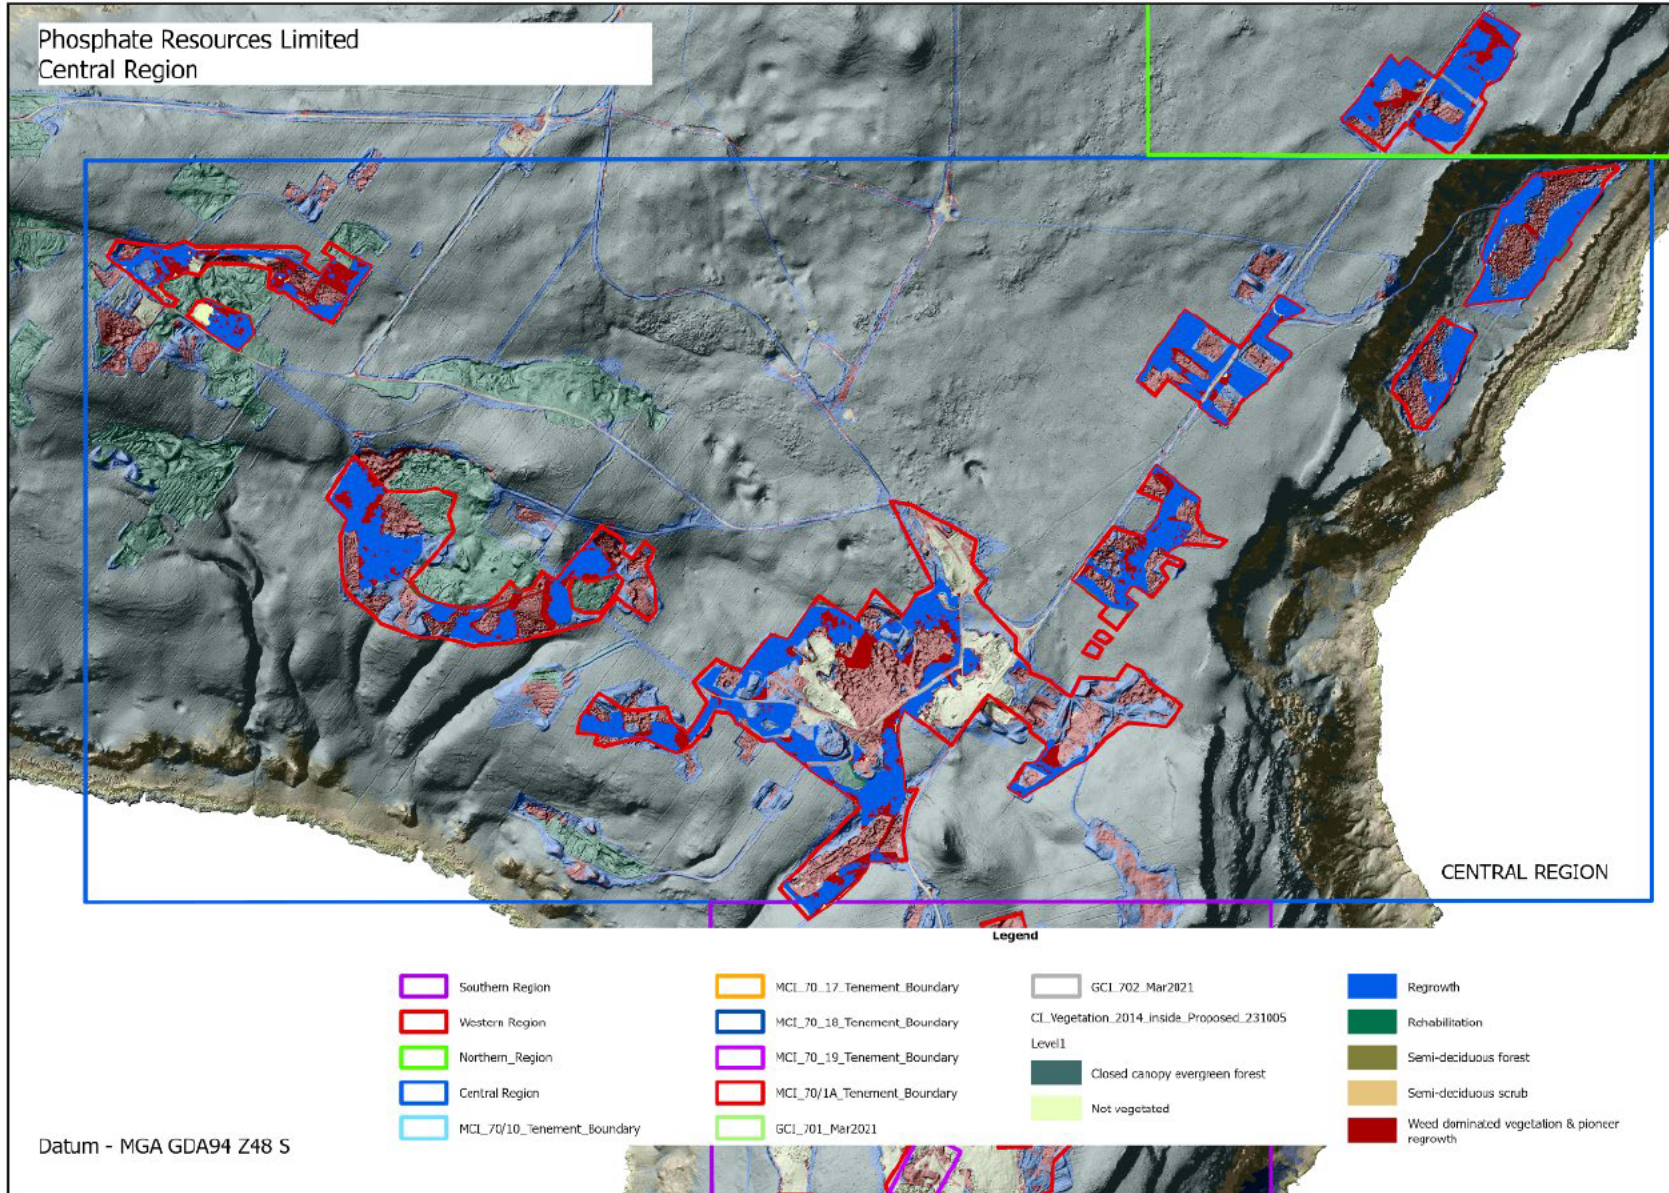 Phosphate Resources Limited
Central Region
CENTRAL REGION
Legend
Southern Region
Western Region
Northern_Region
Central Region
MCI_70/10_Tenement_Boundary
MCI_70_17_Tenement_Boundary
MCI_70_18_Tenement_Boundary
MCI_70_19_Tenement_Boundary
MCI_70/1A_Tenement_Boundary
GCI_701_Mar2021
GCI_702_Mar2021
CI_Vegetation_2014_inside_Proposed_231005
Level1
Closed canopy evergreen forest
Not vegetated
Regrowth
Rehabilitation
Semi-deciduous forest
Semi-deciduous scrub
Weed dominated vegetation & pioneer
regrowth
Datum - MGA GDA94 Z48 S